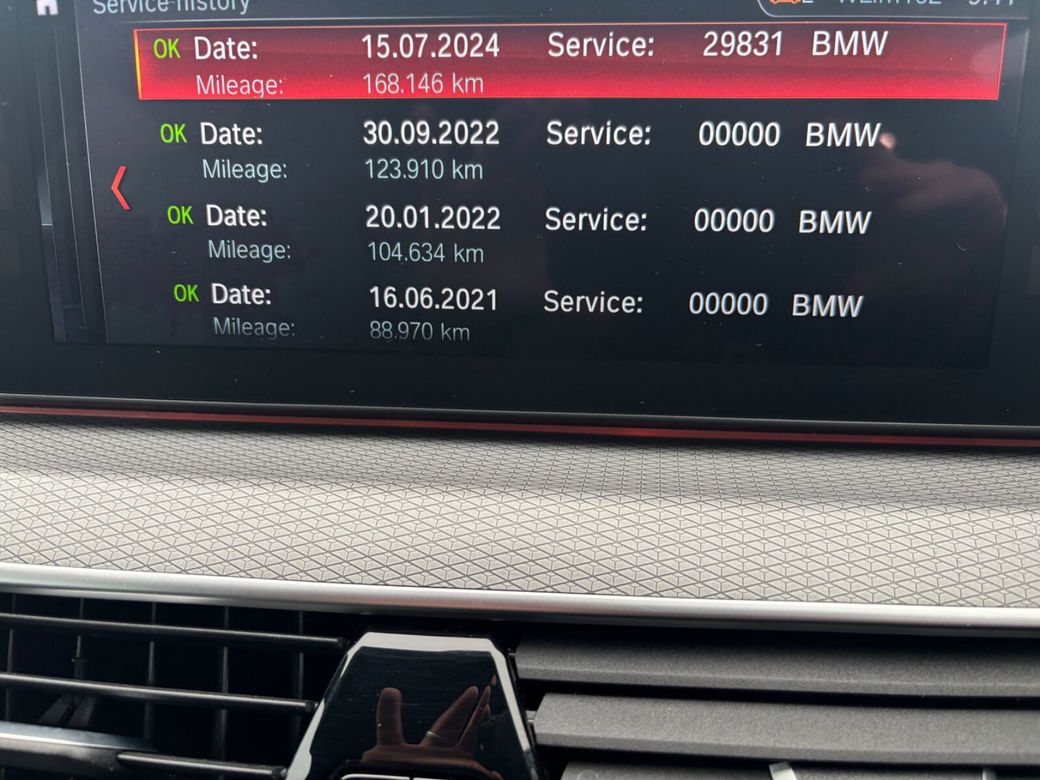 Service history
OK Date: 15.07.2024 Service: 29831 BMW
Mileage: 168.146 km
OK Date: 30.09.2022 Service: 00000 BMW
Mileage: 123.910 km
OK Date: 20.01.2022 Service: 00000 BMW
Mileage: 104.634 km
OK Date: 16.06.2021 Service: 00000 BMW
Mileage: 88.970 km